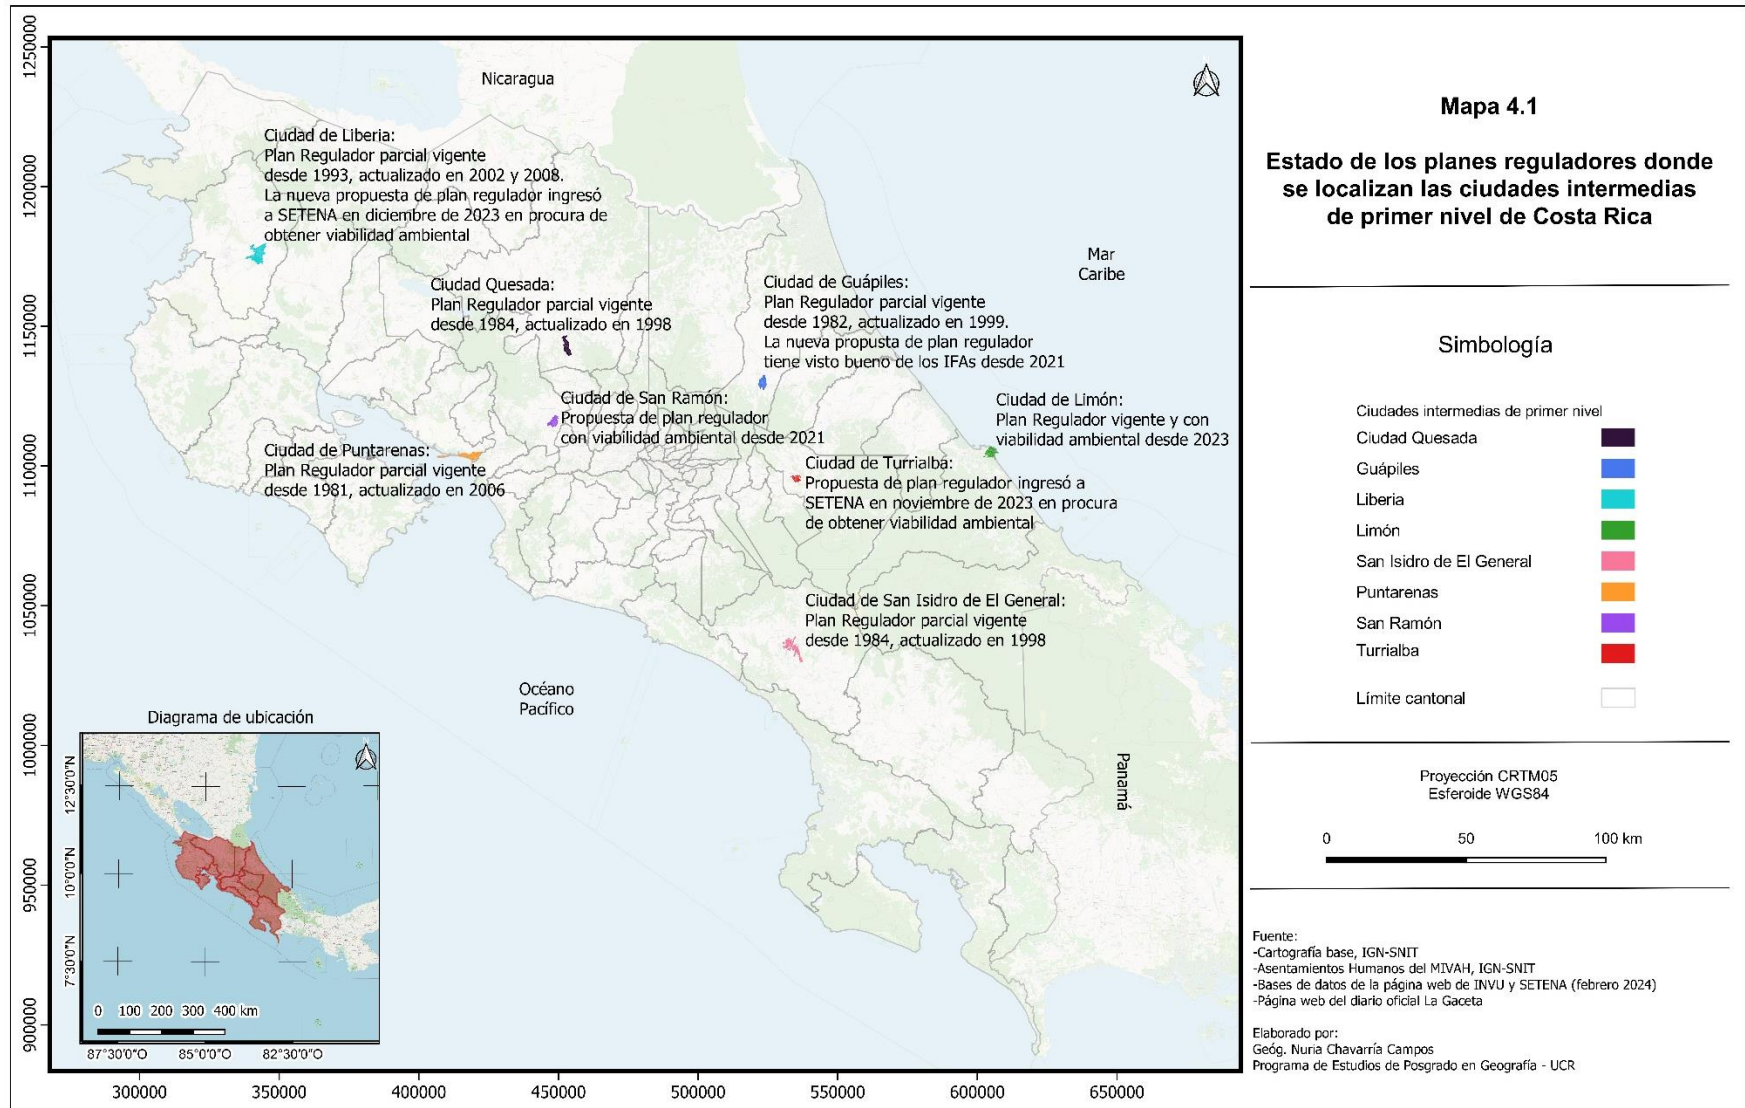 Mapa 4.1
Estado de los planes reguladores donde
se localizan las ciudades intermedias
de primer nivel de Costa Rica
Nicaragua
Ciudad de Liberia:
Plan Regulador parcial vigente
desde 1993, actualizado en 2002 y 2008.
La nueva propuesta de plan regulador ingresó
a SETENA en diciembre de 2023 en procura de
obtener viabilidad ambiental
Mar
Caribe
Ciudad Quesada:
Plan Regulador parcial vigente
desde 1984, actualizado en 1998
Ciudad de Guápiles:
Plan Regulador parcial vigente
desde 1982, actualizado en 1999.
La nueva propusta de plan regulador
tiene visto bueno de los IFAs desde 2021
Ciudad de San Ramón:
Propuesta de plan regulador
con viabilidad ambiental desde 2021
Ciudad de Limón:
Plan Regulador vigente y con
viabilidad ambiental desde 2023
Ciudad de Puntarenas:
Plan Regulador parcial vigente
desde 1981, actualizado en 2006
Ciudad de Turrialba:
Propuesta de plan regulador ingresó a
SETENA en noviembre de 2023 en procura
de obtener viabilidad ambiental
Ciudad de San Isidro de El General:
Plan Regulador parcial vigente
desde 1984, actualizado en 1998
Océano
Pacífico
Panamá
1250000
1200000
1150000
1100000
1050000
1000000
950000
900000
300000
350000
400000
450000
500000
550000
600000
650000
Diagrama de ubicación
12°30'0"N
10°0'0"N
7°30'0"N
0 100 200 300 400 km
87°30'0"O
85°0'0"O
82°30'0"O
Simbología
Ciudades intermedias de primer nivel
Ciudad Quesada
Guápiles
Liberia
Limón
San Isidro de El General
Puntarenas
San Ramón
Turrialba
Límite cantonal
Proyección CRTM05
Esferoide WGS84
0 50 100 km
Fuente:
-Cartografía base, IGN-SNIT
-Asentamientos Humanos del MIVAH, IGN-SNIT
-Bases de datos de la página web de INVU y SETENA (febrero 2024)
-Página web del diario oficial La Gaceta
Elaborado por:
Geóg. Nuria Chavarría Campos
Programa de Estudios de Posgrado en Geografía - UCR